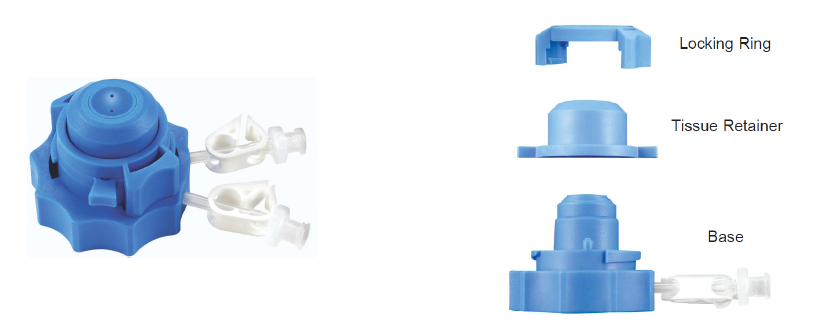 Locking Ring
Tissue Retainer
Base